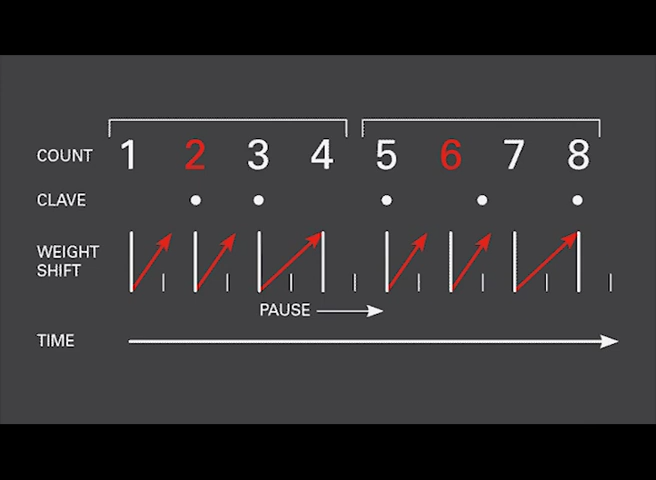 COUNT 1 2 3 4 5 6 7 8
CLAVE
WEIGHT
SHIFT
PAUSE
TIME